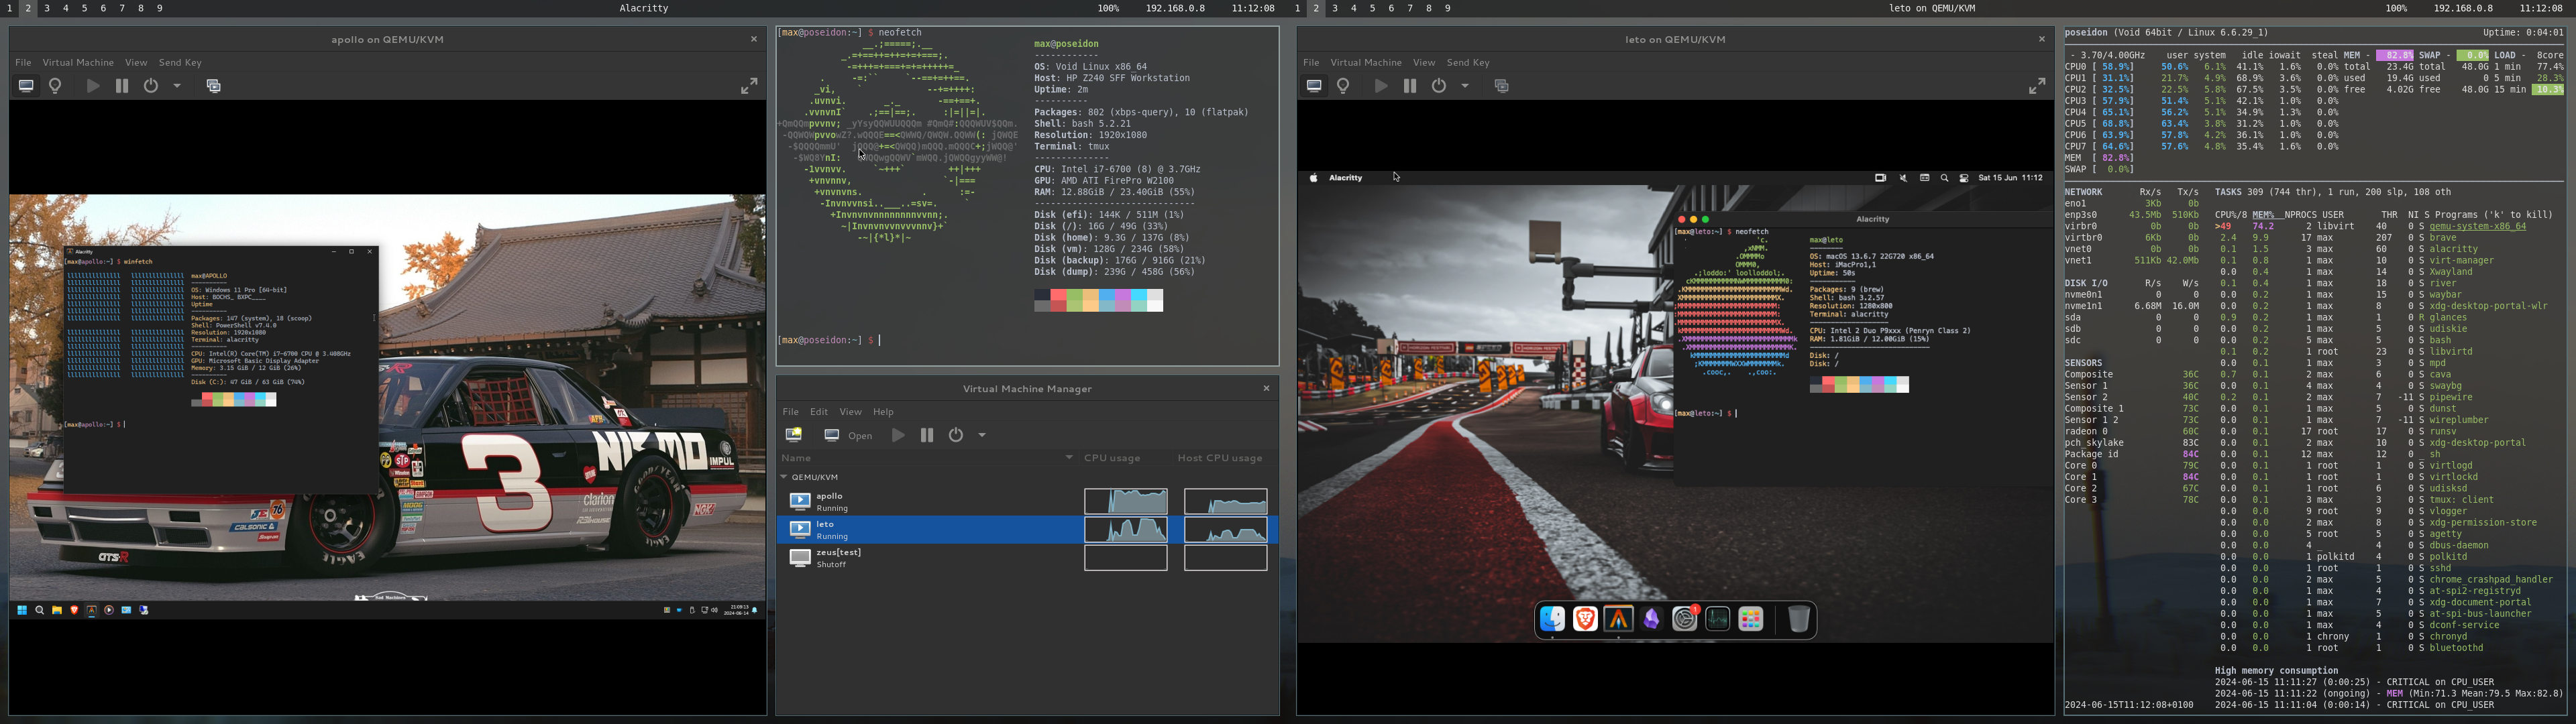 1 2 3 4 5 6 7 8 9 Alacritty 100% 192.168.0.8 11:12:08
1 2 3 4 5 6 7 8 9 leto on QEMU/KVM 100% 192.168.0.8 11:12:08
apollo on QEMU/KVM
File Virtual Machine View Send Key
Alacritty
[max@apollo:~] $ winfetch
max@APOLLO
OS: Windows 11 Pro [64-bit]
Host: BOCHS_ BXPC____
Uptime
Packages: 147 (system), 18 (scoop)
Shell: PowerShell v7.4.0
Resolution: 1920x1080
Terminal: alacritty
CPU: Intel(R) Core(TM) i7-6700 CPU @ 3.408GHz
GPU: Microsoft Basic Display Adapter
Memory: 3.15 GiB / 12 GiB (26%)
Disk (C:): 47 GiB / 63 GiB (74%)
[max@apollo:~] $
3
NISMO
IMPUL
Clarion
CALSONIC
STP
76
NGK
EAGLE
GTS-R
21:09:13
2024-06-14
[max@poseidon:~] $ neofetch
max@poseidon
------------
OS: Void Linux x86_64
Host: HP Z240 SFF Workstation
Uptime: 2m
----------
Packages: 802 (xbps-query), 10 (flatpak)
Shell: bash 5.2.21
Resolution: 1920x1080
Terminal: tmux
-------------
CPU: Intel i7-6700 (8) @ 3.7GHz
GPU: AMD ATI FirePro W2100
RAM: 12.88GiB / 23.40GiB (55%)
Disk (efi): 144K / 511M (1%)
Disk (/): 16G / 49G (33%)
Disk (home): 9.3G / 137G (8%)
Disk (vm): 128G / 234G (58%)
Disk (backup): 176G / 916G (21%)
Disk (dump): 239G / 458G (56%)
[max@poseidon:~] $
Virtual Machine Manager
File Edit View Help
Open
Name CPU usage Host CPU usage
QEMU/KVM
apollo
Running
leto
Running
zeus[test]
Shutoff
leto on QEMU/KVM
File Virtual Machine View Send Key
Alacritty Sat 15 Jun 11:12
Alacritty
[max@leto:~] $ neofetch
max@leto
OS: macOS 13.6.7 22G720 x86_64
Host: iMacPro1,1
Uptime: 50s
Packages: 9 (brew)
Shell: bash 3.2.57
Resolution: 1280x800
Terminal: alacritty
CPU: Intel 2 Duo P9xxx (Penryn Class 2)
RAM: 1.81GiB / 12.00GiB (15%)
Disk: /
Disk: /
[max@leto:~] $
1
poseidon (Void 64bit / Linux 6.6.29_1) Uptime: 0:04:01
- 3.70/4.00GHz user system idle iowait steal MEM - 82.8% SWAP - 0.0% LOAD - 8core
CPU0 [ 58.9%] 50.6% 6.1% 41.1% 1.6% 0.0% total 23.4G total 48.0G 1 min 77.4%
CPU1 [ 31.1%] 21.7% 4.9% 68.9% 3.6% 0.0% used 19.4G used 0 5 min 28.3%
CPU2 [ 32.5%] 22.5% 5.8% 67.5% 3.5% 0.0% free 4.02G free 48.0G 15 min 10.3%
CPU3 [ 57.9%] 51.4% 5.1% 42.1% 1.0% 0.0%
CPU4 [ 65.1%] 56.2% 5.1% 34.9% 1.3% 0.0%
CPU5 [ 68.8%] 63.4% 3.8% 31.2% 1.0% 0.0%
CPU6 [ 63.9%] 57.8% 4.2% 36.1% 1.0% 0.0%
CPU7 [ 64.6%] 57.6% 4.8% 35.4% 1.6% 0.0%
MEM [ 82.8%]
SWAP [ 0.0%]
NETWORK Rx/s Tx/s
eno1 3Kb 0b
enp3s0 43.5Mb 510Kb
virbr0 0b 0b
virtbr0 6Kb 0b
vnet0 0b 0b
vnet1 511Kb 42.0Mb
DISK I/O R/s W/s
nvme0n1 0 0
nvme1n1 6.68M 16.0M
sda 0 0
sdb 0 0
sdc 0 0
SENSORS
Composite 36C
Sensor 1 36C
Sensor 2 40C
Composite 1 73C
Sensor 1 2 73C
radeon 0 60C
pch_skylake 83C
Package id 84C
Core 0 79C
Core 1 84C
Core 2 67C
Core 3 78C
TASKS 309 (744 thr), 1 run, 200 slp, 108 oth
CPU%/8 MEM% NPROCS USER THR NI S Programs ('k' to kill)
>49 74.2 2 libvirt 40 0 S qemu-system-x86_64
2.4 9.9 17 max 207 0 S brave
0.1 1.5 3 max 60 0 S alacritty
0.1 0.8 1 max 10 0 S virt-manager
0.0 0.4 1 max 14 0 S Xwayland
0.1 0.4 1 max 18 0 S river
0.0 0.2 1 max 15 0 S waybar
0.0 0.2 1 max 8 0 S xdg-desktop-portal-wlr
0.9 0.2 1 max 1 0 R glances
0.0 0.2 1 max 5 0 S udiskie
0.0 0.2 5 max 5 0 S bash
0.1 0.2 1 root 23 0 S libvirtd
0.0 0.1 1 max 3 0 S mpd
0.7 0.1 2 max 6 0 S cava
0.0 0.1 4 max 4 0 S swaybg
0.2 0.1 2 max 7 -11 S pipewire
0.0 0.1 1 max 5 0 S dunst
0.0 0.1 1 max 7 -11 S wireplumber
0.0 0.1 17 root 17 0 S runsv
0.0 0.1 2 max 10 0 S xdg-desktop-portal
0.0 0.1 12 max 12 0 _ sh
0.0 0.1 1 root 1 0 S virtlogd
0.0 0.1 1 root 1 0 S virtlockd
0.0 0.1 1 root 6 0 S udisksd
0.0 0.1 3 max 3 0 S tmux: client
0.0 0.0 9 root 9 0 S vlogger
0.0 0.0 2 max 8 0 S xdg-permission-store
0.0 0.0 5 root 5 0 S agetty
0.0 0.0 4 _ 4 0 S dbus-daemon
0.0 0.0 1 polkitd 4 0 S polkitd
0.0 0.0 1 root 1 0 S sshd
0.0 0.0 2 max 5 0 S chrome_crashpad_handler
0.0 0.0 1 max 4 0 S at-spi2-registryd
0.0 0.0 1 max 7 0 S xdg-document-portal
0.0 0.0 1 max 5 0 S at-spi-bus-launcher
0.0 0.0 1 max 4 0 S dconf-service
0.0 0.0 1 chrony 1 0 S chronyd
0.0 0.0 1 root 1 0 S bluetoothd
High memory consumption
2024-06-15 11:11:27 (0:00:25) - CRITICAL on CPU_USER
2024-06-15 11:11:22 (ongoing) - MEM (Min:71.3 Mean:79.5 Max:82.8)
2024-06-15T11:12:08+0100 2024-06-15 11:11:04 (0:00:14) - CRITICAL on CPU_USER